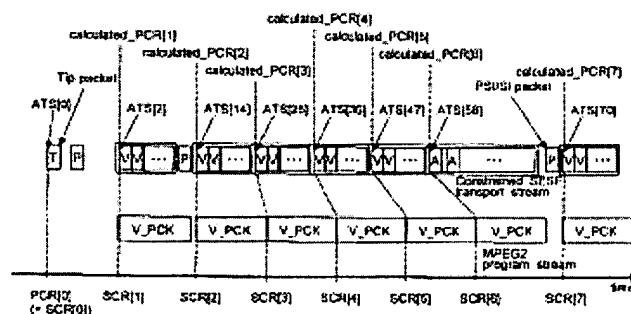 calculated_PCR[4]
calculated_PCR[1]
calculated_PCR[5]
calculated_PCR[2]
calculated_PCR[6]
Tip packet
calculated_PCR[3]
PSI/SI packet
calculated_PCR[7]
ATS[0]
ATS[2]
ATS[14]
ATS[25]
ATS[36]
ATS[47]
ATS[58]
ATS[70]
T P V V ... P V V ... V V ... V V ... V V ... A A ... P V V ...
Constrained SESF
transport stream
V_PCK V_PCK V_PCK V_PCK V_PCK V_PCK V_PCK
MPEG2
program stream
time
PCR[0]
(= SCR[0])
SCR[1]
SCR[2]
SCR[3]
SCR[4]
SCR[5]
SCR[6]
SCR[7]